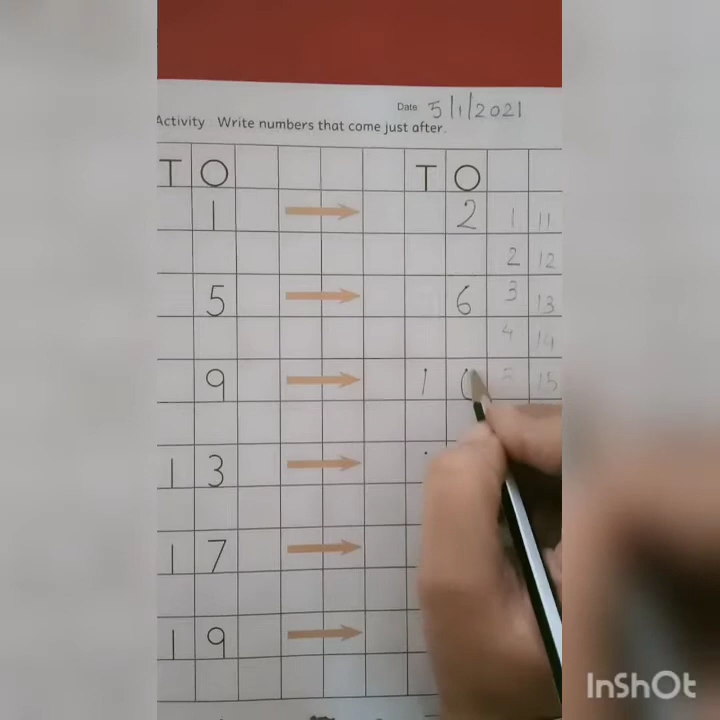 Date 5/1/2021
Activity Write numbers that come just after.
T O T O
1 2 1 11
2 12
5 6 3 13
4 14
9 1 0 5 15
1 3
1 7
1 9
InShOt